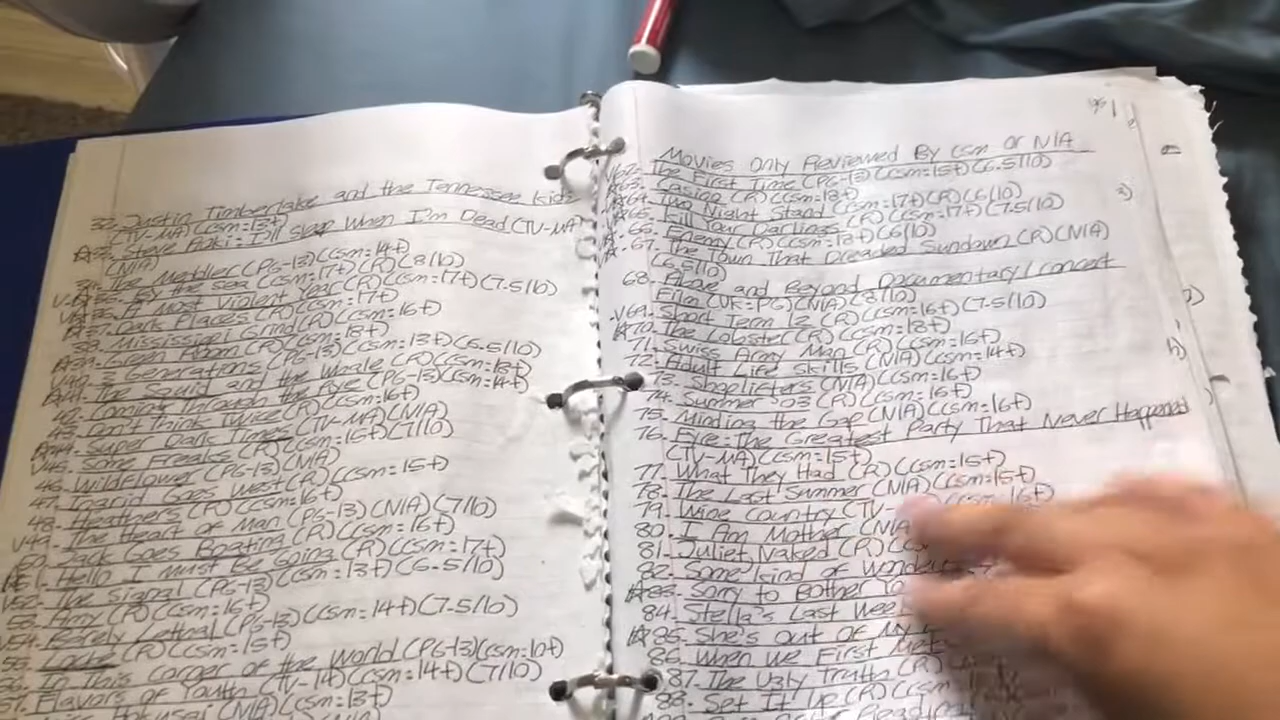 32. Justin Timberlake and the Tennessee Kids
(TV-MA)(CSM=13+)
33. Steve Aoki: I'll Sleep When I'm Dead (TV-MA)
(N/A)
34. The Meddler (PG-13)(CSM=14+)
35. By the Sea (CSM=17+)(R)(8/10)
36. A Most Violent Year (R)(CSM=17+)(7.5/10)
37. Dark Places (R)(CSM=17+)
38. Mississippi Grind (R)(CSM=16+)
39. Green Room (R)(CSM=18+)
40. 5 Generations (PG-13)(CSM=13+)(6.5/10)
41. The Squid and the Whale (R)(CSM=18+)
42. Coming Through the Rye (PG-13)(CSM=14+)
43. Don't Think Twice (R)(CSM=16+)
44. Super Dark Times (TV-MA)(N/A)
45. Some Freaks (R)(CSM=16+)(7/10)
46. Wildflower (PG-13)(N/A)
47. Ingrid Goes West (R)(CSM=15+)
48. Heathers (R)(CSM=16+)
49. The Heart of Man (PG-13)(N/A)(7/10)
50. Jack Goes Boating (R)(CSM=16+)
51. Hello I Must Be Going (R)(CSM=17+)
52. The Signal (PG-13)(CSM=13+)(6.5/10)
53. Amy (R)(CSM=16+)
54. Barely Lethal (PG-13)(CSM=14+)(7.5/10)
55. Locke (R)(CSM=15+)
56. In This Corner of the World (PG-13)(CSM=10+)
57. Flavors of Youth (TV-14)(CSM=14+)(7/10)
Miss Hokusai (N/A)(CSM=13+)
Movies Only Reviewed By CSM Or N/A
62. The First Time (PG-13)(CSM=15+)(6.5/10)
63. Casino (R)(CSM=18+)
64. Two Night Stand (CSM=17+)(R)(6/10)
65. Kill Your Darlings (R)(CSM=17+)(7.5/10)
66. Enemy (R)(CSM=18+)(6/10)
67. The Town That Dreaded Sundown (R)(N/A)
(6.5/10)
68. Above and Beyond Documentary/Concert
Film (UK=PG)(N/A)(8/10)
69. Short Term 12 (R)(CSM=16+)(7.5/10)
70. The Lobster (R)(CSM=18+)
71. Swiss Army Man (R)(CSM=16+)
72. Adult Life Skills (N/A)(CSM=14+)
73. Shoplifters (N/A)(CSM=16+)
74. Summer '03 (R)(CSM=16+)
75. Minding the Gap (N/A)(CSM=16+)
76. Fyre: The Greatest Party That Never Happened
(TV-MA)(CSM=15+)
77. What They Had (R)(CSM=15+)
78. The Last Summer (N/A)(CSM=15+)
79. Wine Country (TV- (CSM=16+)
80. I Am Mother (N/A)
81. Juliet, Naked (R)
82. Some Kind of Wonderful
83. Sorry to Bother Yo
84. Stella's Last Wee
85. She's Out of My
86. When We First Met
87. The Ugly Truth (R)
88. Set It Up (R)(CSM=1